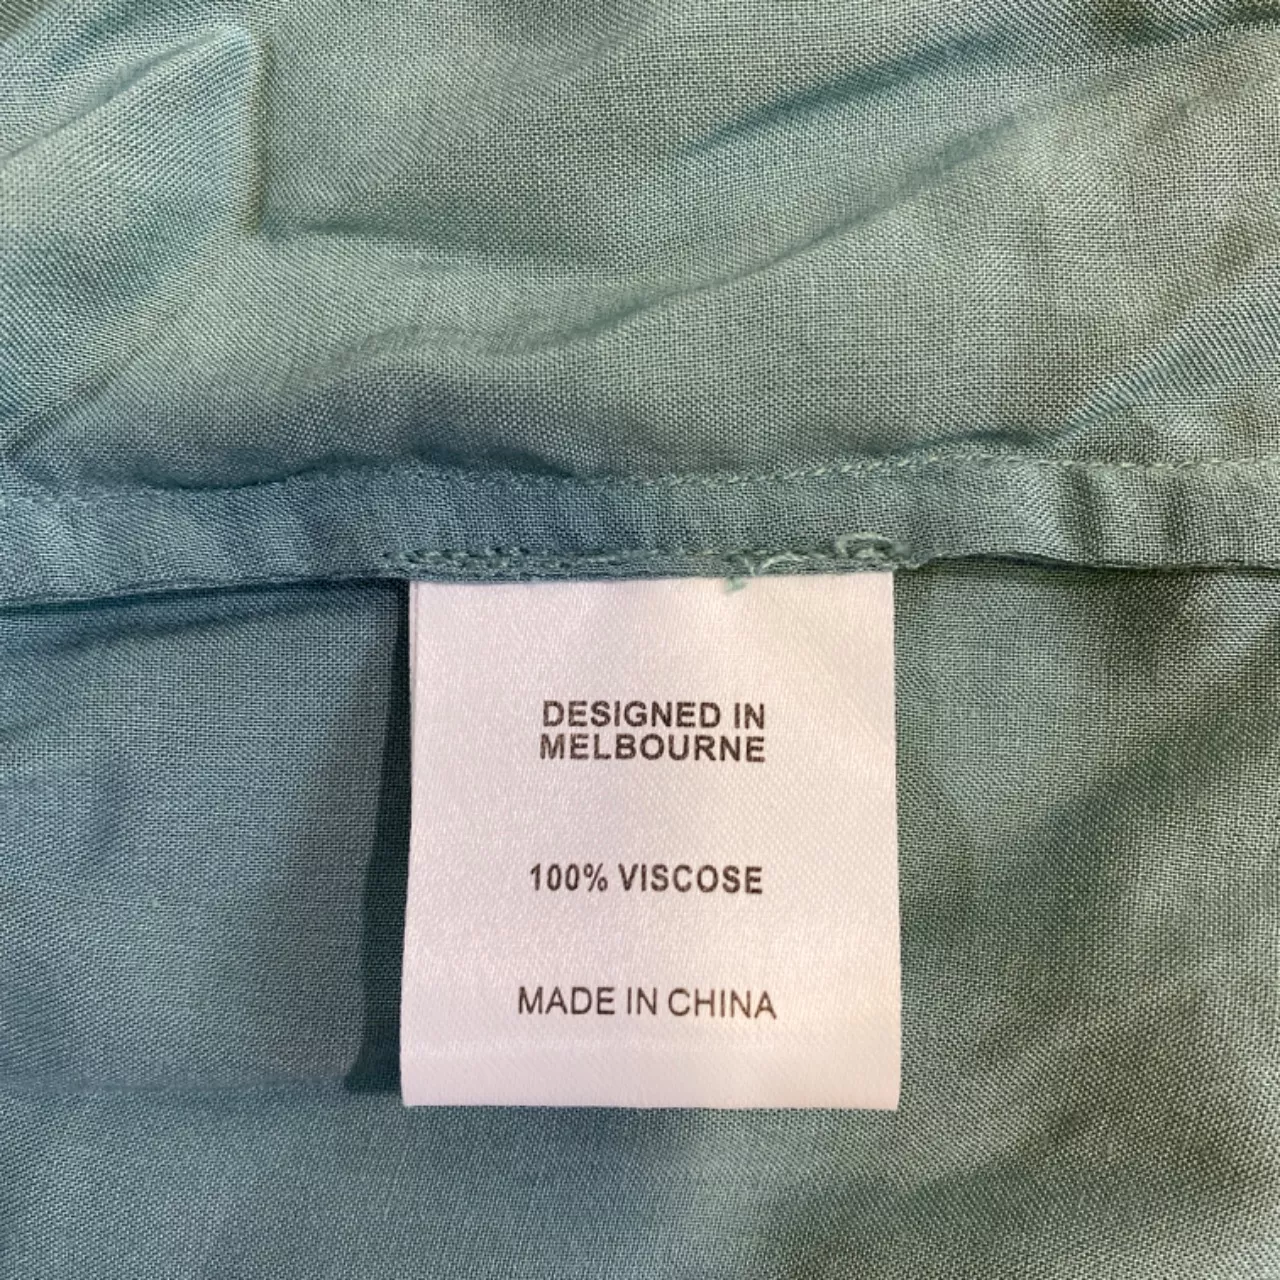 DESIGNED IN
MELBOURNE
100% VISCOSE
MADE IN CHINA